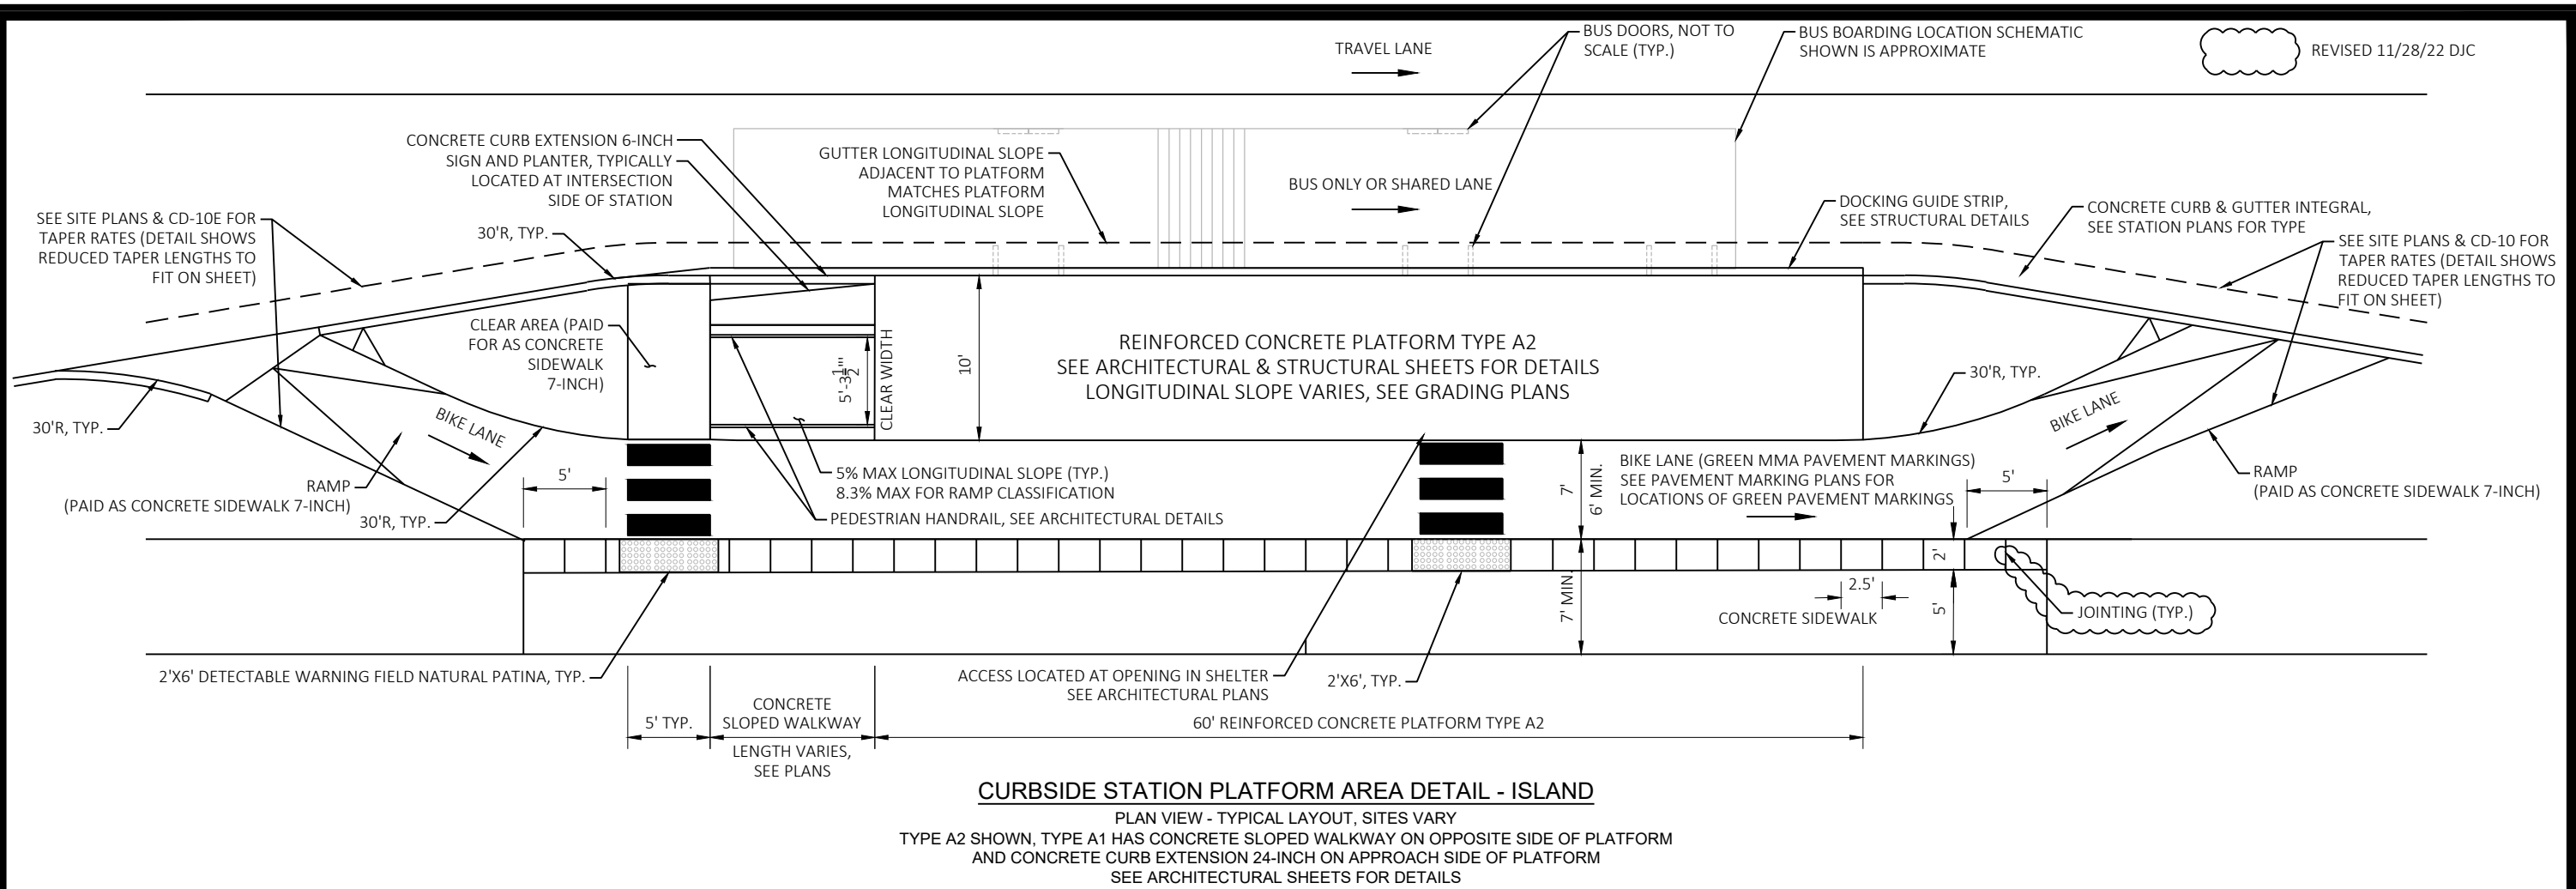 TRAVEL LANE
BUS DOORS, NOT TO
SCALE (TYP.)
BUS BOARDING LOCATION SCHEMATIC
SHOWN IS APPROXIMATE
REVISED 11/28/22 DJC
CONCRETE CURB EXTENSION 6-INCH
SIGN AND PLANTER, TYPICALLY
LOCATED AT INTERSECTION
SIDE OF STATION
GUTTER LONGITUDINAL SLOPE
ADJACENT TO PLATFORM
MATCHES PLATFORM
LONGITUDINAL SLOPE
BUS ONLY OR SHARED LANE
DOCKING GUIDE STRIP,
SEE STRUCTURAL DETAILS
CONCRETE CURB & GUTTER INTEGRAL,
SEE STATION PLANS FOR TYPE
SEE SITE PLANS & CD-10E FOR
TAPER RATES (DETAIL SHOWS
REDUCED TAPER LENGTHS TO
FIT ON SHEET)
30'R, TYP.
SEE SITE PLANS & CD-10 FOR
TAPER RATES (DETAIL SHOWS
REDUCED TAPER LENGTHS TO
FIT ON SHEET)
CLEAR AREA (PAID
FOR AS CONCRETE
SIDEWALK
7-INCH)
5'-3 1/2"
CLEAR WIDTH
10'
REINFORCED CONCRETE PLATFORM TYPE A2
SEE ARCHITECTURAL & STRUCTURAL SHEETS FOR DETAILS
LONGITUDINAL SLOPE VARIES, SEE GRADING PLANS
30'R, TYP.
30'R, TYP.
BIKE LANE
BIKE LANE
5'
RAMP
(PAID AS CONCRETE SIDEWALK 7-INCH)
30'R, TYP.
5% MAX LONGITUDINAL SLOPE (TYP.)
8.3% MAX FOR RAMP CLASSIFICATION
PEDESTRIAN HANDRAIL, SEE ARCHITECTURAL DETAILS
7'
6' MIN.
BIKE LANE (GREEN MMA PAVEMENT MARKINGS)
SEE PAVEMENT MARKING PLANS FOR
LOCATIONS OF GREEN PAVEMENT MARKINGS
5'
RAMP
(PAID AS CONCRETE SIDEWALK 7-INCH)
7' MIN.
2'
2.5'
5'
CONCRETE SIDEWALK
JOINTING (TYP.)
2'X6' DETECTABLE WARNING FIELD NATURAL PATINA, TYP.
ACCESS LOCATED AT OPENING IN SHELTER
SEE ARCHITECTURAL PLANS
2'X6', TYP.
5' TYP.
CONCRETE
SLOPED WALKWAY
LENGTH VARIES,
SEE PLANS
60' REINFORCED CONCRETE PLATFORM TYPE A2
CURBSIDE STATION PLATFORM AREA DETAIL - ISLAND
PLAN VIEW - TYPICAL LAYOUT, SITES VARY
TYPE A2 SHOWN, TYPE A1 HAS CONCRETE SLOPED WALKWAY ON OPPOSITE SIDE OF PLATFORM
AND CONCRETE CURB EXTENSION 24-INCH ON APPROACH SIDE OF PLATFORM
SEE ARCHITECTURAL SHEETS FOR DETAILS